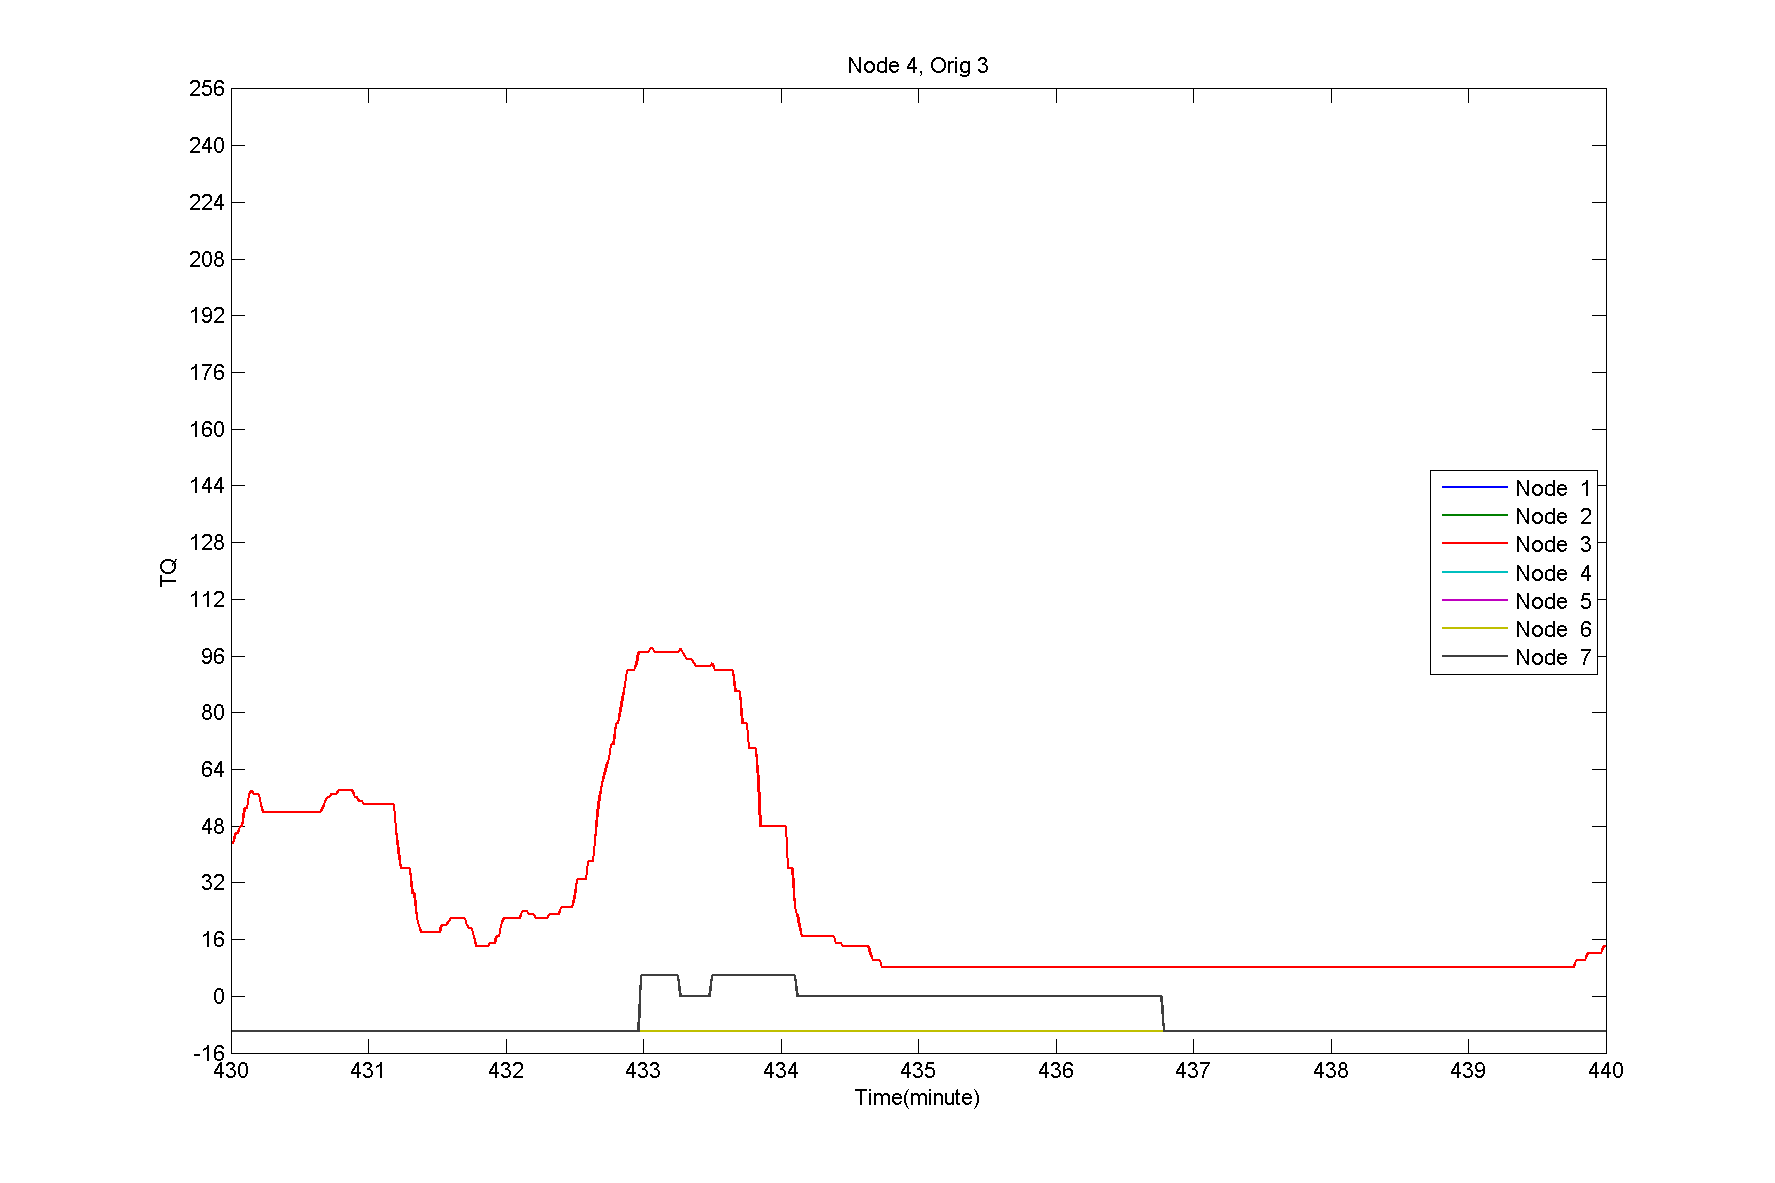 Node 4, Orig 3
256
240
224
208
192
176
160
144
128
112
96
80
64
48
32
16
0
-16
TQ
430 431 432 433 434 435 436 437 438 439 440
Time(minute)
Node 1
Node 2
Node 3
Node 4
Node 5
Node 6
Node 7